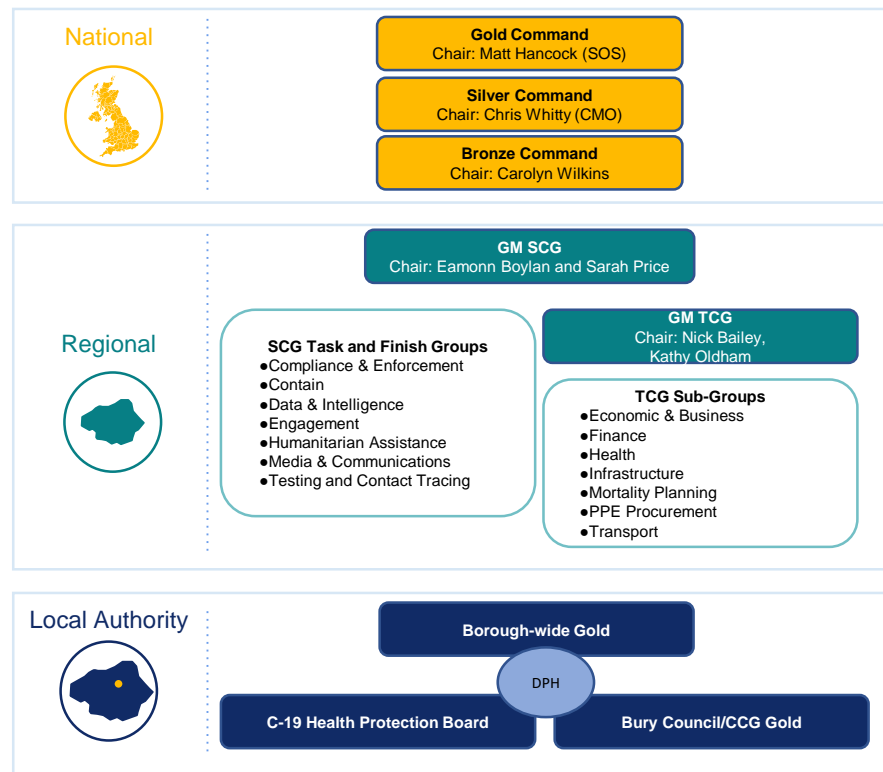 National
Gold Command
Chair: Matt Hancock (SOS)
Silver Command
Chair: Chris Whitty (CMO)
Bronze Command
Chair: Carolyn Wilkins
Regional
GM SCG
Chair: Eamonn Boylan and Sarah Price
SCG Task and Finish Groups
●Compliance & Enforcement
●Contain
●Data & Intelligence
●Engagement
●Humanitarian Assistance
●Media & Communications
●Testing and Contact Tracing
GM TCG
Chair: Nick Bailey,
Kathy Oldham
TCG Sub-Groups
●Economic & Business
●Finance
●Health
●Infrastructure
●Mortality Planning
●PPE Procurement
●Transport
Local Authority
Borough-wide Gold
DPH
C-19 Health Protection Board
Bury Council/CCG Gold